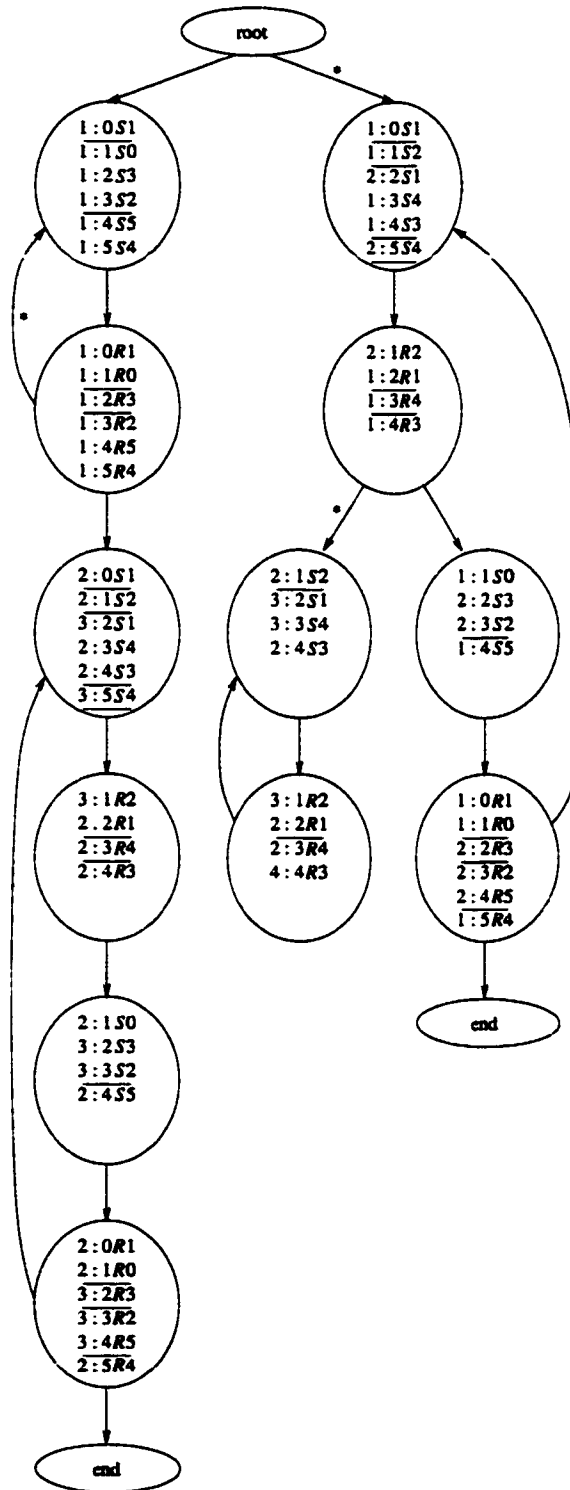 root
*
1 : 0S1
1 : 1S0
1 : 2S3
1 : 3S2
1 : 4S5
1 : 5S4
1 : 0S1
1 : 1S2
2 : 2S1
1 : 3S4
1 : 4S3
2 : 5S4
*
1 : 0R1
1 : 1R0
1 : 2R3
1 : 3R2
1 : 4R5
1 : 5R4
2 : 1R2
1 : 2R1
1 : 3R4
1 : 4R3
*
2 : 0S1
2 : 1S2
3 : 2S1
2 : 3S4
2 : 4S3
3 : 5S4
2 : 1S2
3 : 2S1
3 : 3S4
2 : 4S3
1 : 1S0
2 : 2S3
2 : 3S2
1 : 4S5
3 : 1R2
2 . 2R1
2 : 3R4
2 : 4R3
3 : 1R2
2 : 2R1
2 : 3R4
4 : 4R3
1 : 0R1
1 : 1R0
2 : 2R3
2 : 3R2
2 : 4R5
1 : 5R4
end
2 : 1S0
3 : 2S3
3 : 3S2
2 : 4S5
2 : 0R1
2 : 1R0
3 : 2R3
3 : 3R2
3 : 4R5
2 : 5R4
end